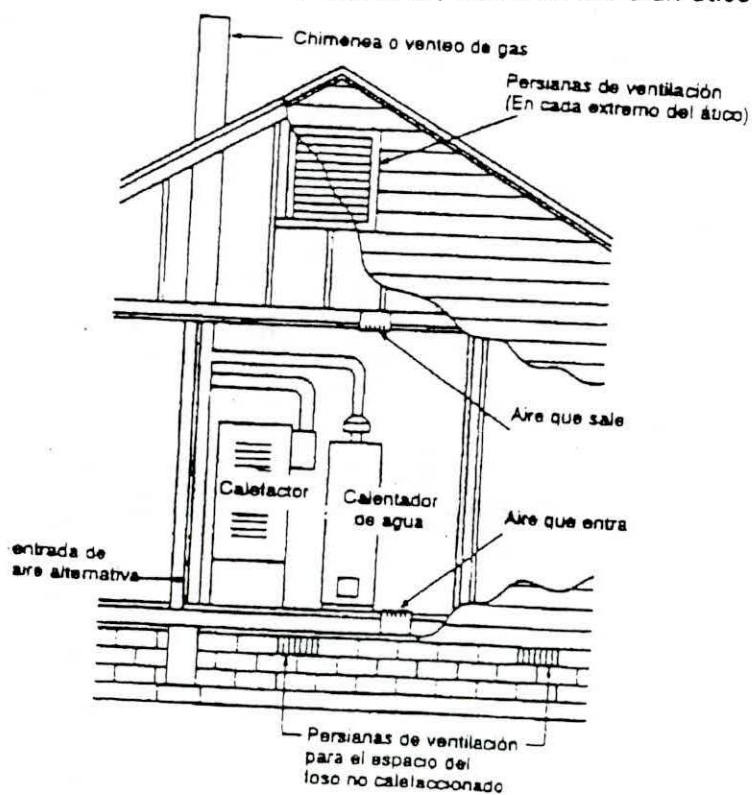 ático
Chimenea o venteo de gas
Persianas de ventilación
(En cada extremo del ático)
Aire que sale
Calefactor
Calentador
de agua
Aire que entra
entrada de
aire alternativa
Persianas de ventilación
para el espacio del
foso no calefaccionado